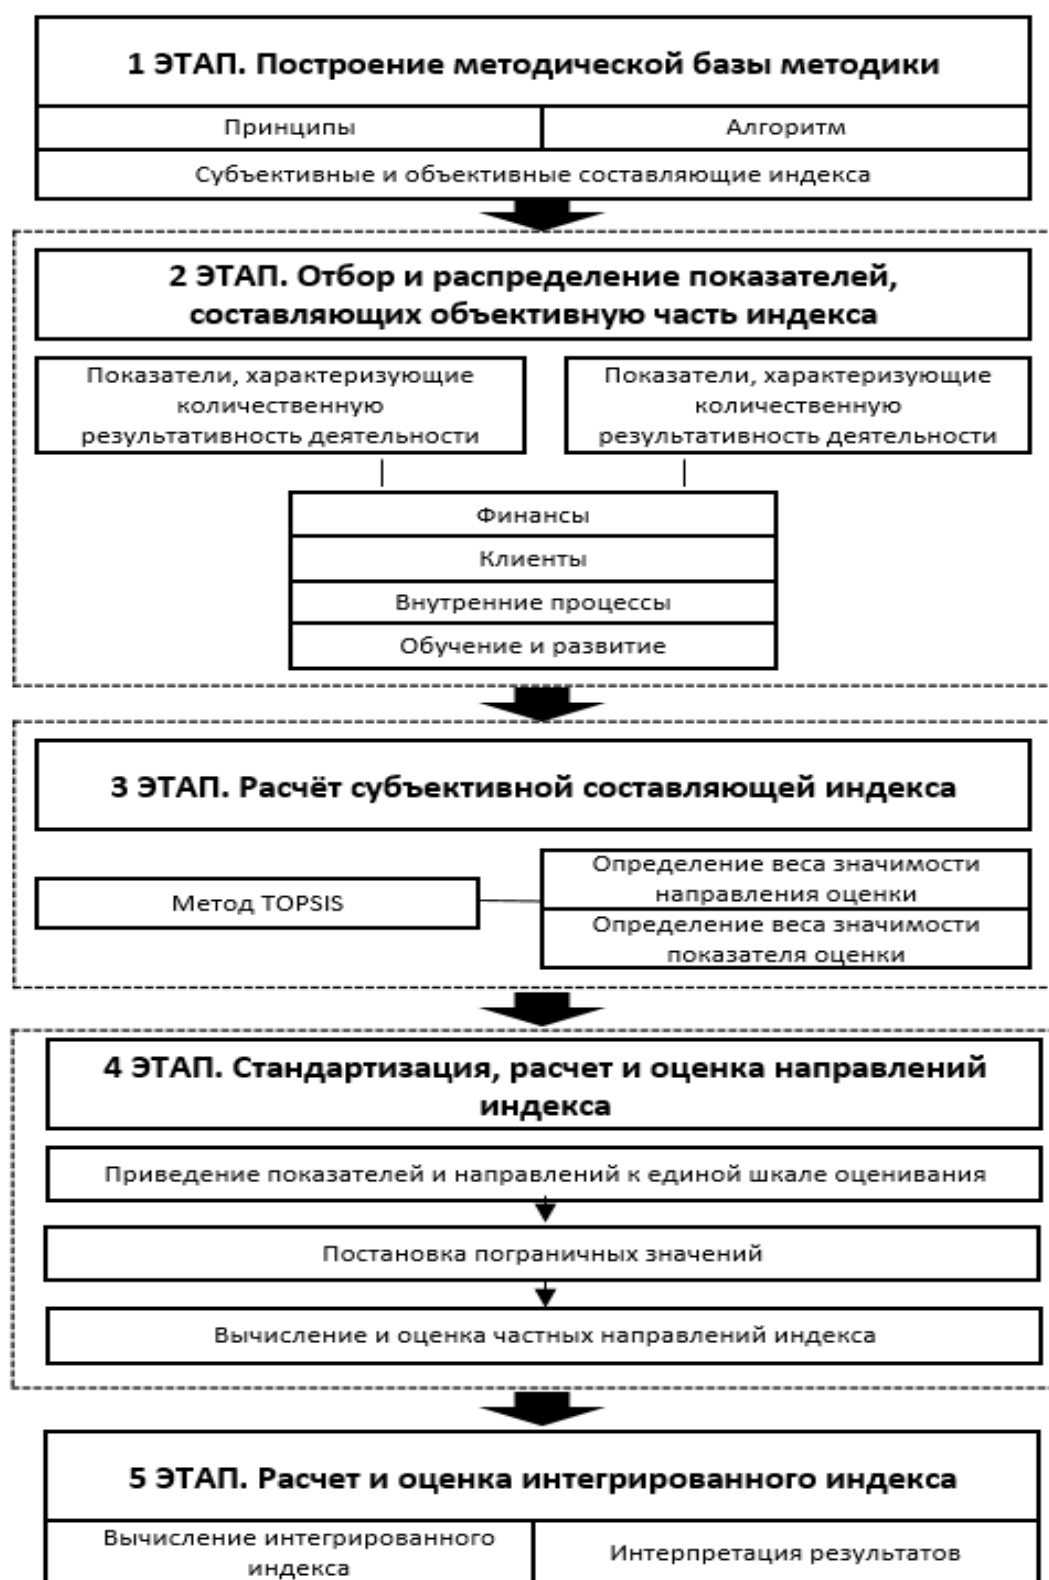 1 ЭТАП. Построение методической базы методики
Принципы
Алгоритм
Субъективные и объективные составляющие индекса
2 ЭТАП. Отбор и распределение показателей,
составляющих объективную часть индекса
Показатели, характеризующие
количественную
результативность деятельности
Показатели, характеризующие
количественную
результативность деятельности
Финансы
Клиенты
Внутренние процессы
Обучение и развитие
3 ЭТАП. Расчёт субъективной составляющей индекса
Метод TOPSIS
Определение веса значимости
направления оценки
Определение веса значимости
показателя оценки
4 ЭТАП. Стандартизация, расчет и оценка направлений
индекса
Приведение показателей и направлений к единой шкале оценивания
Постановка пограничных значений
Вычисление и оценка частных направлений индекса
5 ЭТАП. Расчет и оценка интегрированного индекса
Вычисление интегрированного
индекса
Интерпретация результатов